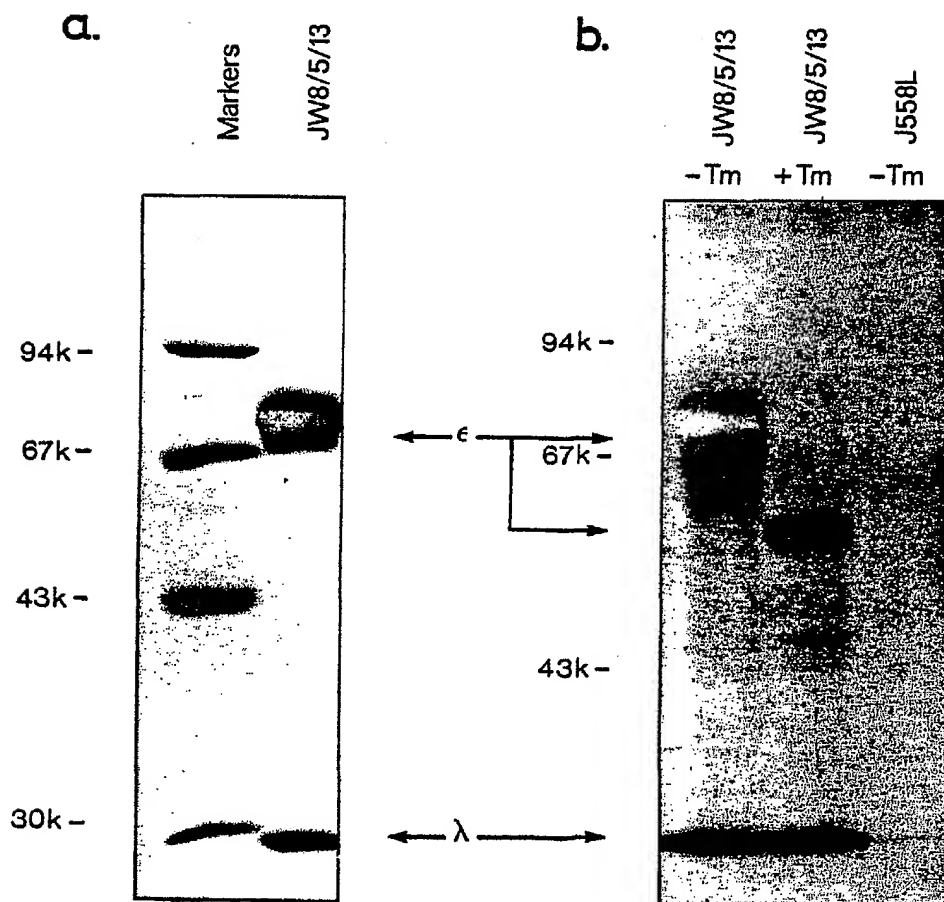 a.
Markers
JW8/5/13
94k -
67k -
43k -
30k -
ϵ
λ
b.
JW8/5/13
JW8/5/13
J558L
-Tm +Tm -Tm
94k -
67k -
43k -